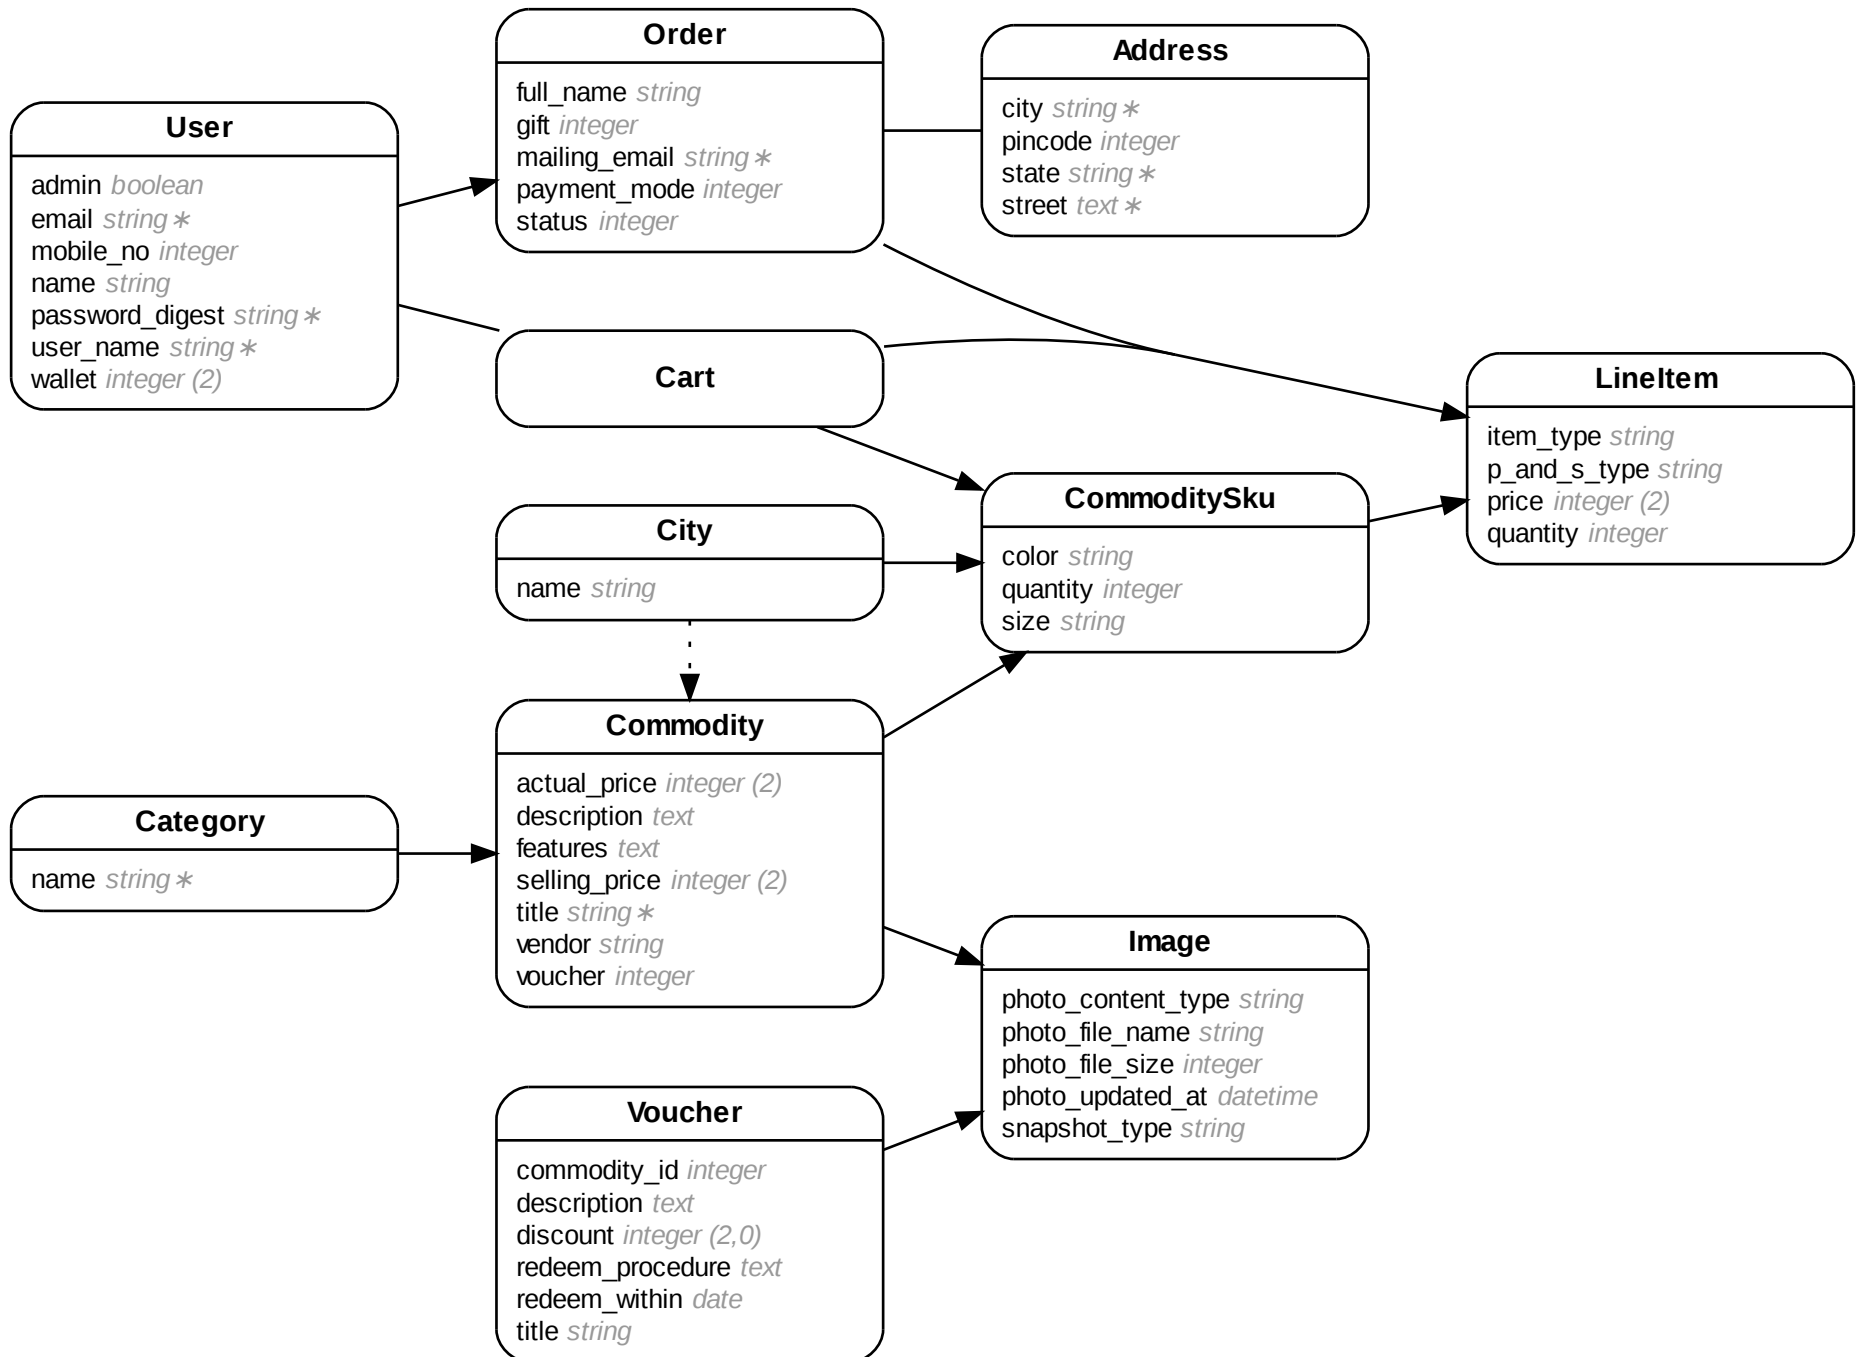 User
admin boolean
email string ∗
mobile_no integer
name string
password_digest string ∗
user_name string ∗
wallet integer (2)
Order
full_name string
gift integer
mailing_email string ∗
payment_mode integer
status integer
Address
city string ∗
pincode integer
state string ∗
street text ∗
Cart
LineItem
item_type string
p_and_s_type string
price integer (2)
quantity integer
City
name string
CommoditySku
color string
quantity integer
size string
Category
name string ∗
Commodity
actual_price integer (2)
description text
features text
selling_price integer (2)
title string ∗
vendor string
voucher integer
Image
photo_content_type string
photo_file_name string
photo_file_size integer
photo_updated_at datetime
snapshot_type string
Voucher
commodity_id integer
description text
discount integer (2,0)
redeem_procedure text
redeem_within date
title string